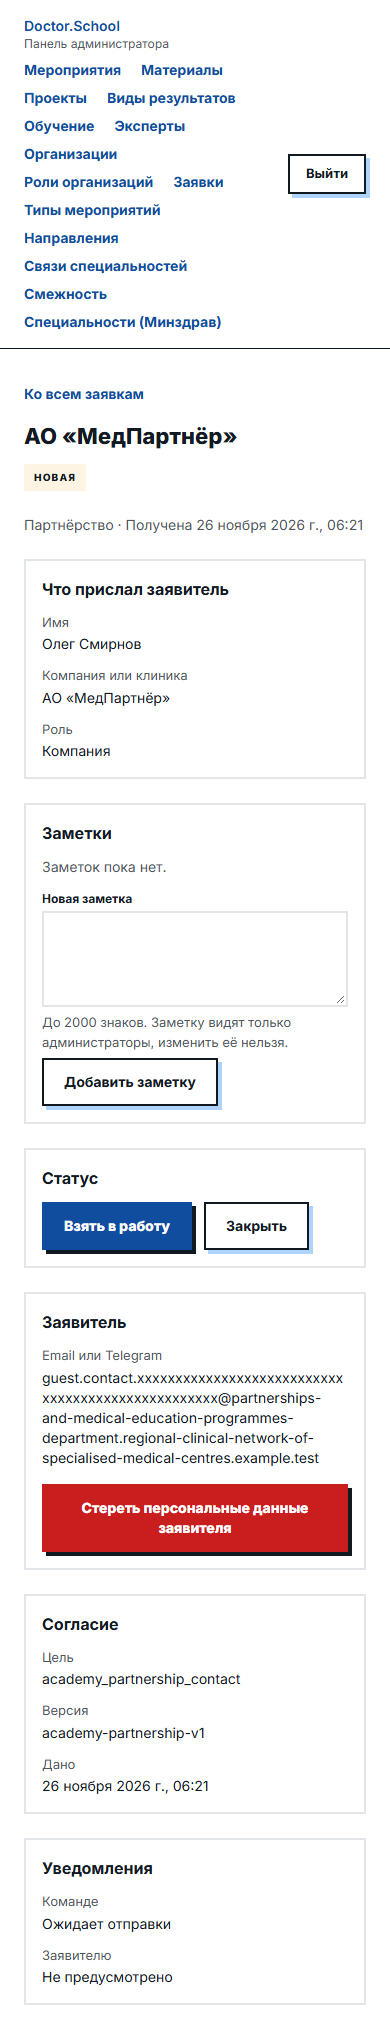 Doctor.School
Панель администратора
Мероприятия Материалы
Проекты Виды результатов
Обучение Эксперты
Организации
Роли организаций Заявки
Типы мероприятий
Направления
Связи специальностей
Смежность
Специальности (Минздрав)
Выйти
Ко всем заявкам
АО «МедПартнёр»
НОВАЯ
Партнёрство · Получена 26 ноября 2026 г., 06:21
Что прислал заявитель
Имя
Олег Смирнов
Компания или клиника
АО «МедПартнёр»
Роль
Компания
Заметки
Заметок пока нет.
Новая заметка
До 2000 знаков. Заметку видят только
администраторы, изменить её нельзя.
Добавить заметку
Статус
Взять в работу Закрыть
Заявитель
Email или Telegram
guest.contact.xxxxxxxxxxxxxxxxxxxxxxxxxxx
xxxxxxxxxxxxxxxxxxxxxxx@partnerships-
and-medical-education-programmes-
department.regional-clinical-network-of-
specialised-medical-centres.example.test
Стереть персональные данные
заявителя
Согласие
Цель
academy_partnership_contact
Версия
academy-partnership-v1
Дано
26 ноября 2026 г., 06:21
Уведомления
Команде
Ожидает отправки
Заявителю
Не предусмотрено